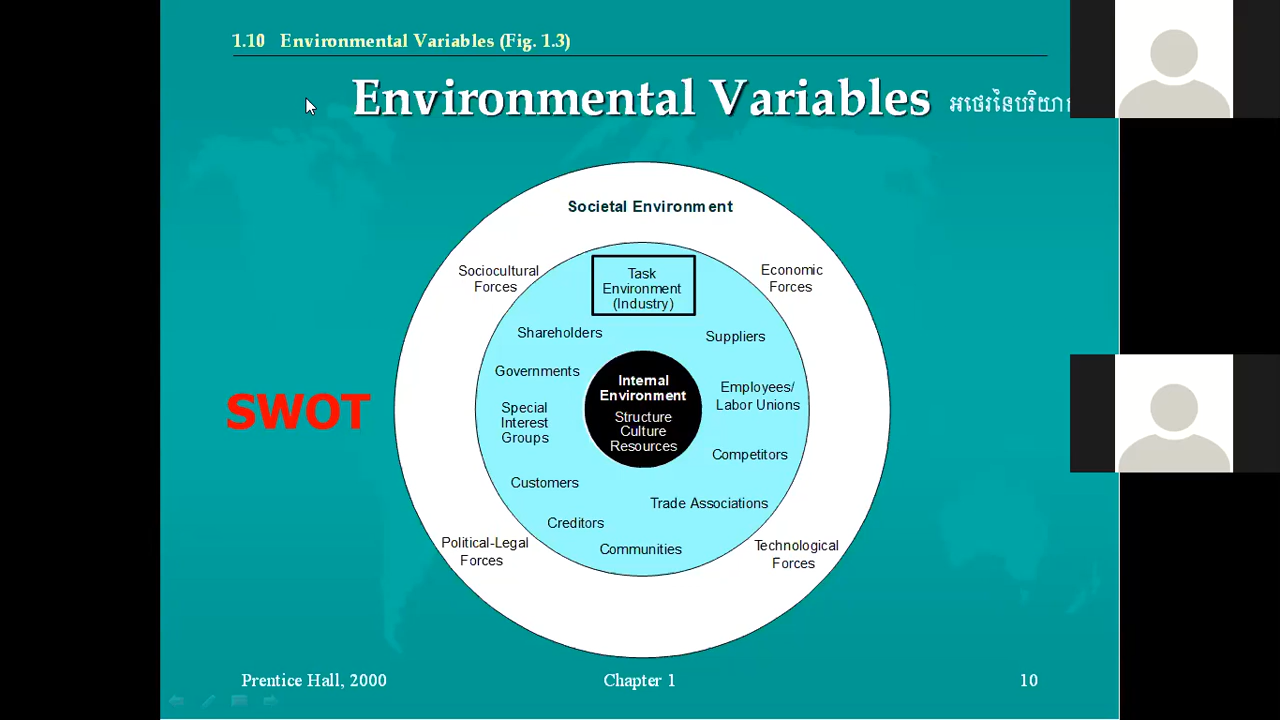 1.10 Environmental Variables (Fig. 1.3)
Environmental Variables
Societal Environment
Sociocultural
Forces
Economic
Forces
Task
Environment
(Industry)
Shareholders
Suppliers
Governments
Employees/
Labor Unions
Special
Interest
Groups
Internal
Environment
Structure
Culture
Resources
SWOT
Competitors
Customers
Trade Associations
Creditors
Communities
Political-Legal
Forces
Technological
Forces
Prentice Hall, 2000
Chapter 1
10